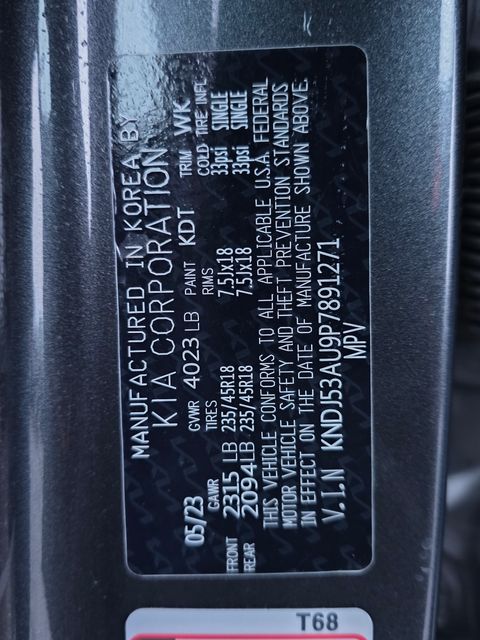 MANUFACTURED IN KOREA BY
KIA CORPORATION
05/23 GVWR 4023 LB PAINT KDT TRIM WK
GAWR TIRES RIMS COLD TIRE INFL
FRONT 2315 LB 235/45R18 7.5Jx18 33psi SINGLE
REAR 2094 LB 235/45R18 7.5Jx18 33psi SINGLE
THIS VEHICLE CONFORMS TO ALL APPLICABLE U.S.A. FEDERAL
MOTOR VEHICLE SAFETY AND THEFT PREVENTION STANDARDS
IN EFFECT ON THE DATE OF MANUFACTURE SHOWN ABOVE.
V.I.N KNDJ53AU9P7891271
MPV
T68